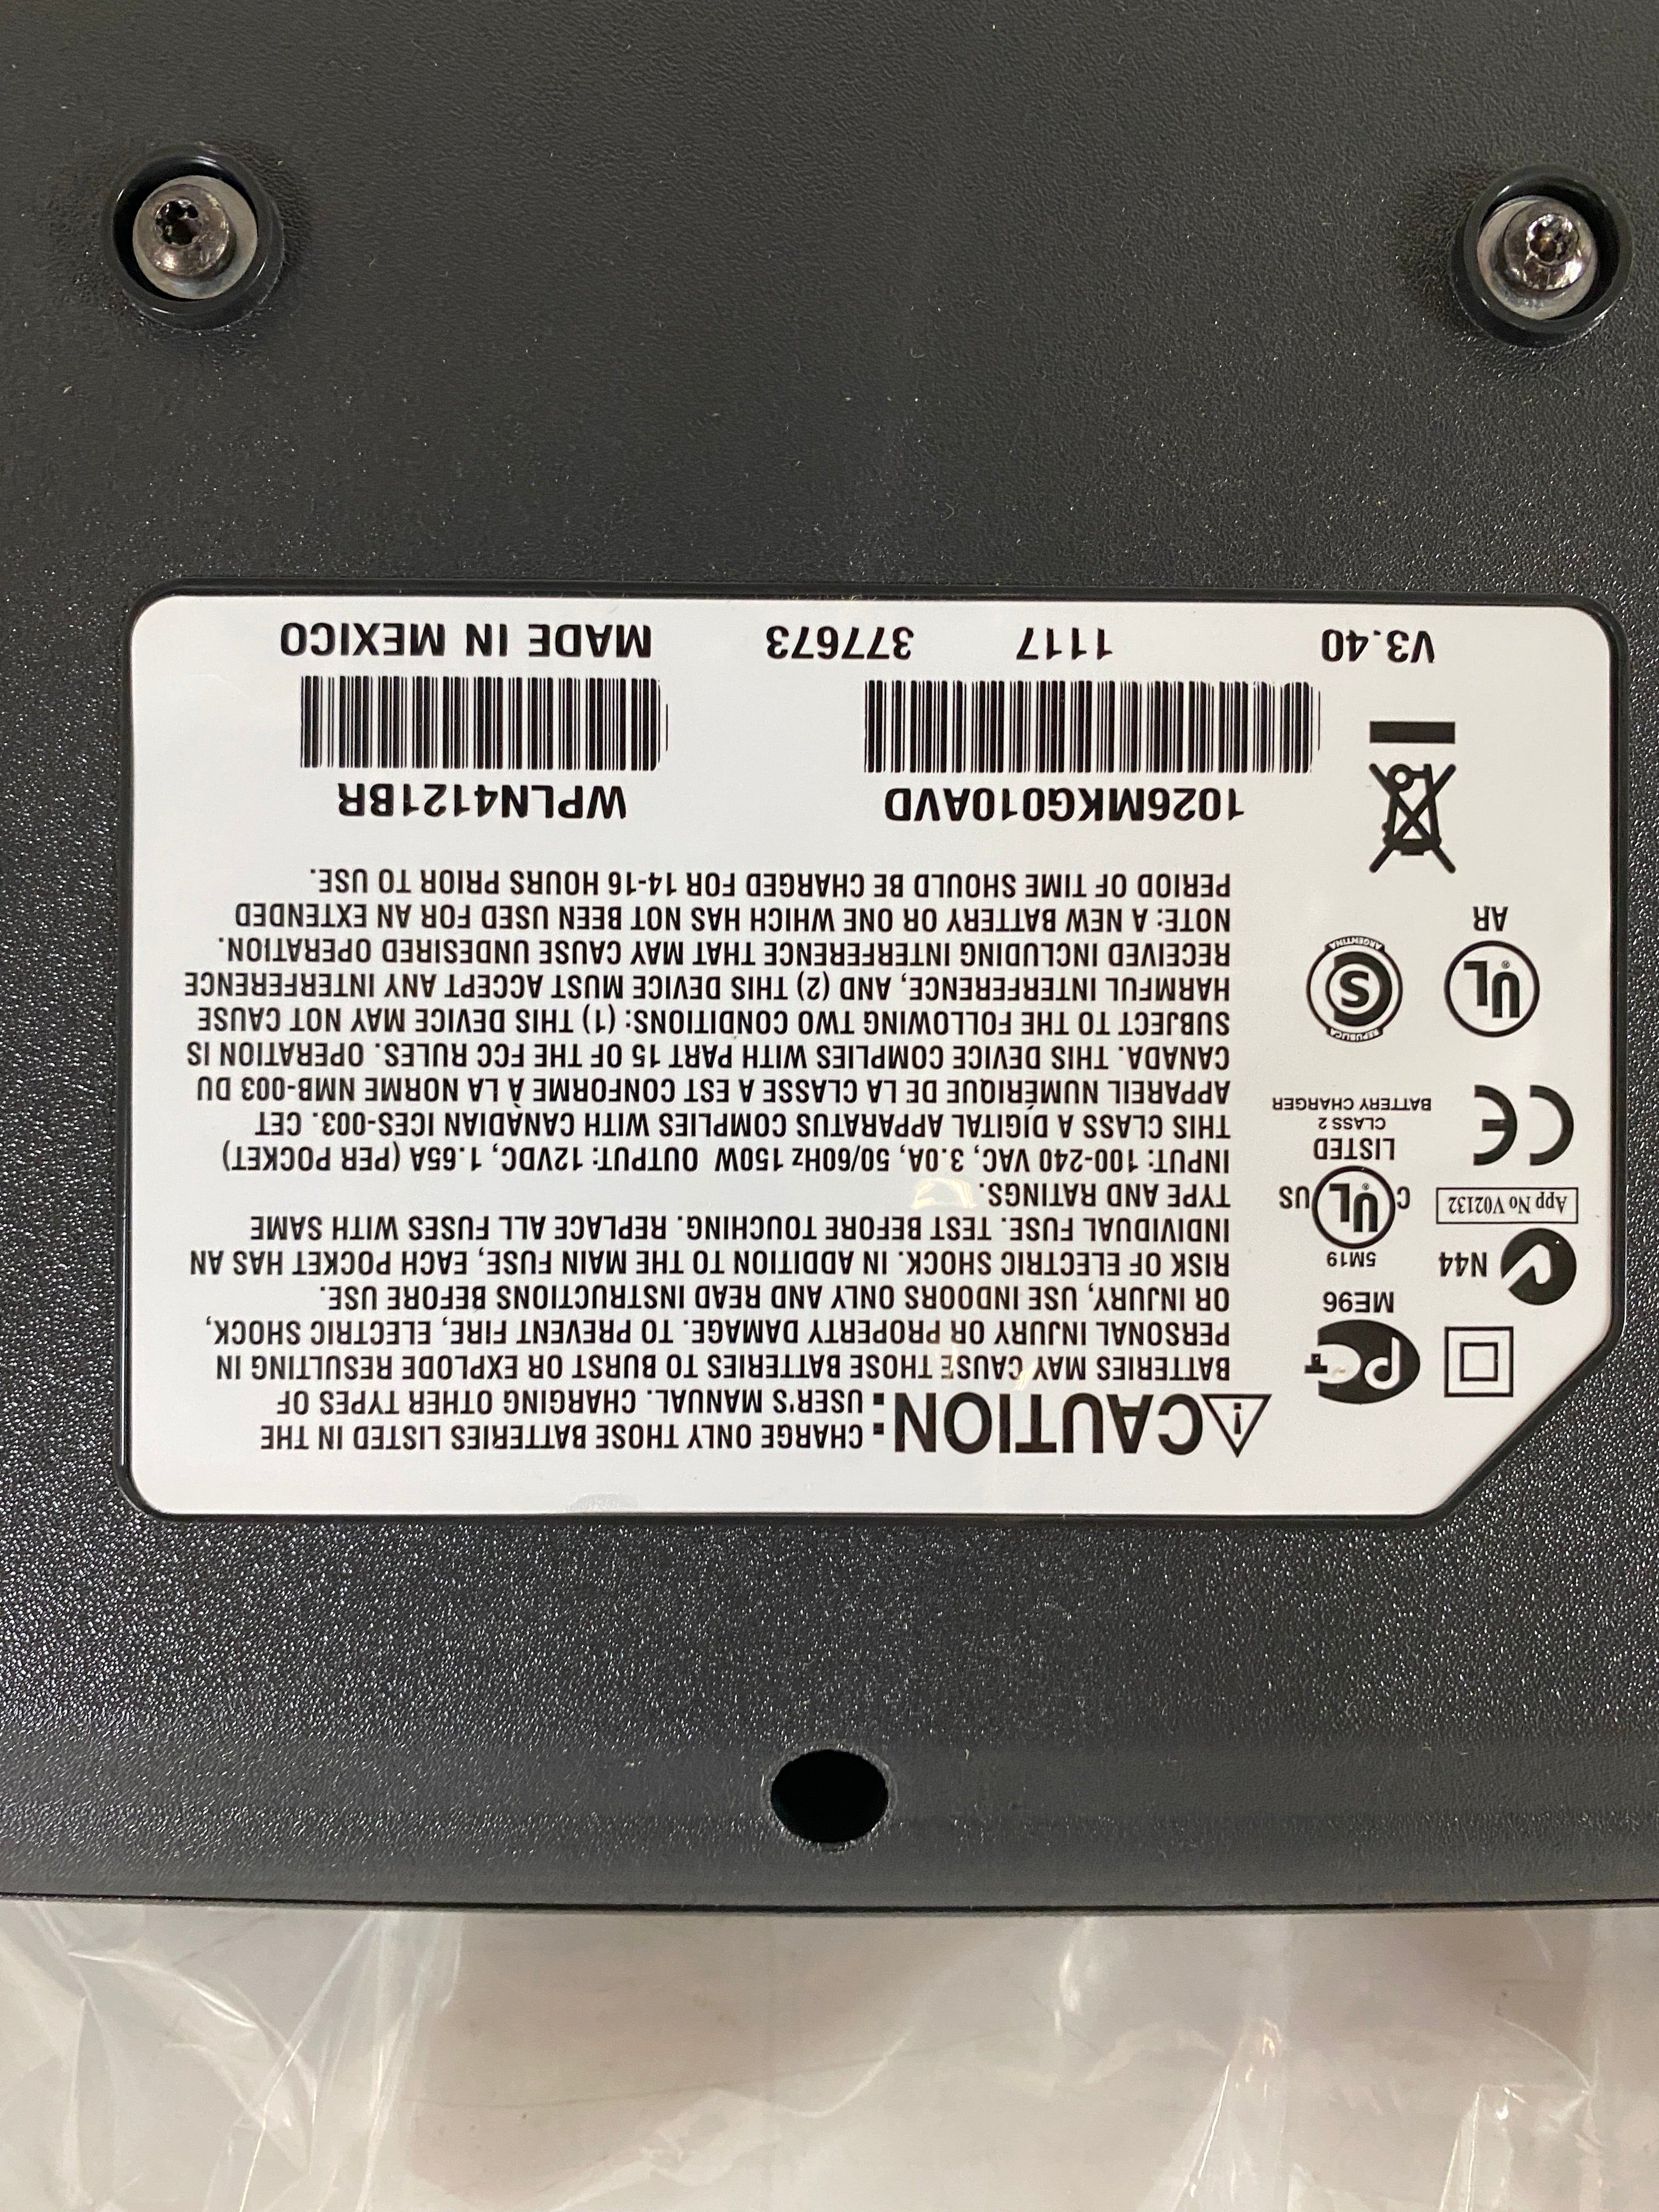 ⚠CAUTION: CHARGE ONLY THOSE BATTERIES LISTED IN THE
USER'S MANUAL. CHARGING OTHER TYPES OF
BATTERIES MAY CAUSE THOSE BATTERIES TO BURST OR EXPLODE RESULTING IN
PERSONAL INJURY OR PROPERTY DAMAGE. TO PREVENT FIRE, ELECTRIC SHOCK,
OR INJURY, USE INDOORS ONLY AND READ INSTRUCTIONS BEFORE USE.
RISK OF ELECTRIC SHOCK. IN ADDITION TO THE MAIN FUSE, EACH POCKET HAS AN
INDIVIDUAL FUSE. TEST BEFORE TOUCHING. REPLACE ALL FUSES WITH SAME
TYPE AND RATINGS.
INPUT: 100-240 VAC, 3.0A, 50/60Hz 150W OUTPUT: 12VDC, 1.65A (PER POCKET)
THIS CLASS A DIGITAL APPARATUS COMPLIES WITH CANADIAN ICES-003. CET
APPAREIL NUMÉRIQUE DE LA CLASSE A EST CONFORME À LA NORME NMB-003 DU
CANADA. THIS DEVICE COMPLIES WITH PART 15 OF THE FCC RULES. OPERATION IS
SUBJECT TO THE FOLLOWING TWO CONDITIONS: (1) THIS DEVICE MAY NOT CAUSE
HARMFUL INTERFERENCE, AND (2) THIS DEVICE MUST ACCEPT ANY INTERFERENCE
RECEIVED INCLUDING INTERFERENCE THAT MAY CAUSE UNDESIRED OPERATION.
NOTE: A NEW BATTERY OR ONE WHICH HAS NOT BEEN USED FOR AN EXTENDED
PERIOD OF TIME SHOULD BE CHARGED FOR 14-16 HOURS PRIOR TO USE.
PCT
ME96
N44
5M19
App No V02132
C UL® US
LISTED
CLASS 2
BATTERY CHARGER
CE
UL®
AR
REPUBLICA
S
ARGENTINA
1026MKG010AVD
WPLN4121BR
V3.40 1117 377673 MADE IN MEXICO